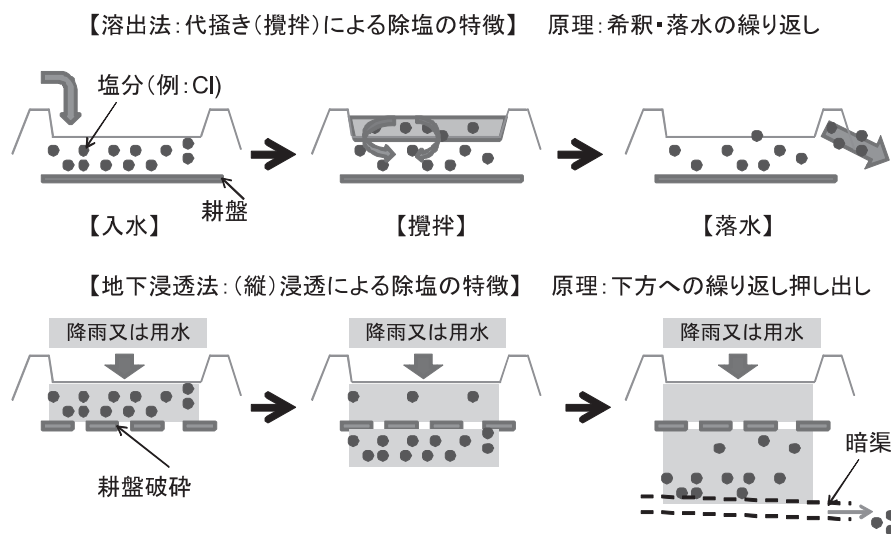 【溶出法：代掻き（攪拌）による除塩の特徴】　原理：希釈・落水の繰り返し
塩分（例：Cl）
耕盤
【入水】
【攪拌】
【落水】
【地下浸透法：（縦）浸透による除塩の特徴】　原理：下方への繰り返し押し出し
降雨又は用水
降雨又は用水
降雨又は用水
暗渠
耕盤破砕